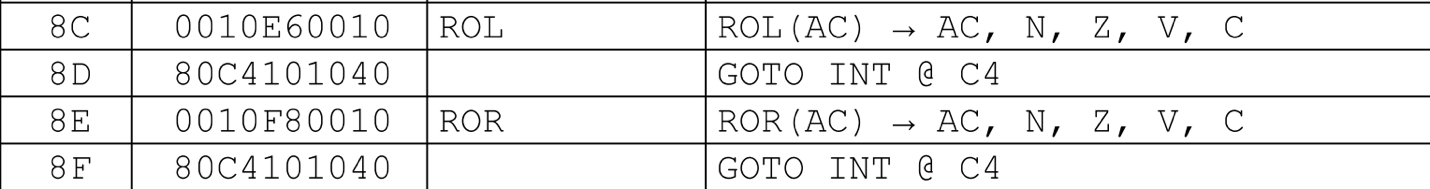 8C 0010E60010 ROL ROL(AC) → AC, N, Z, V, C
8D 80C4101040 GOTO INT @ C4
8E 0010F80010 ROR ROR(AC) → AC, N, Z, V, C
8F 80C4101040 GOTO INT @ C4